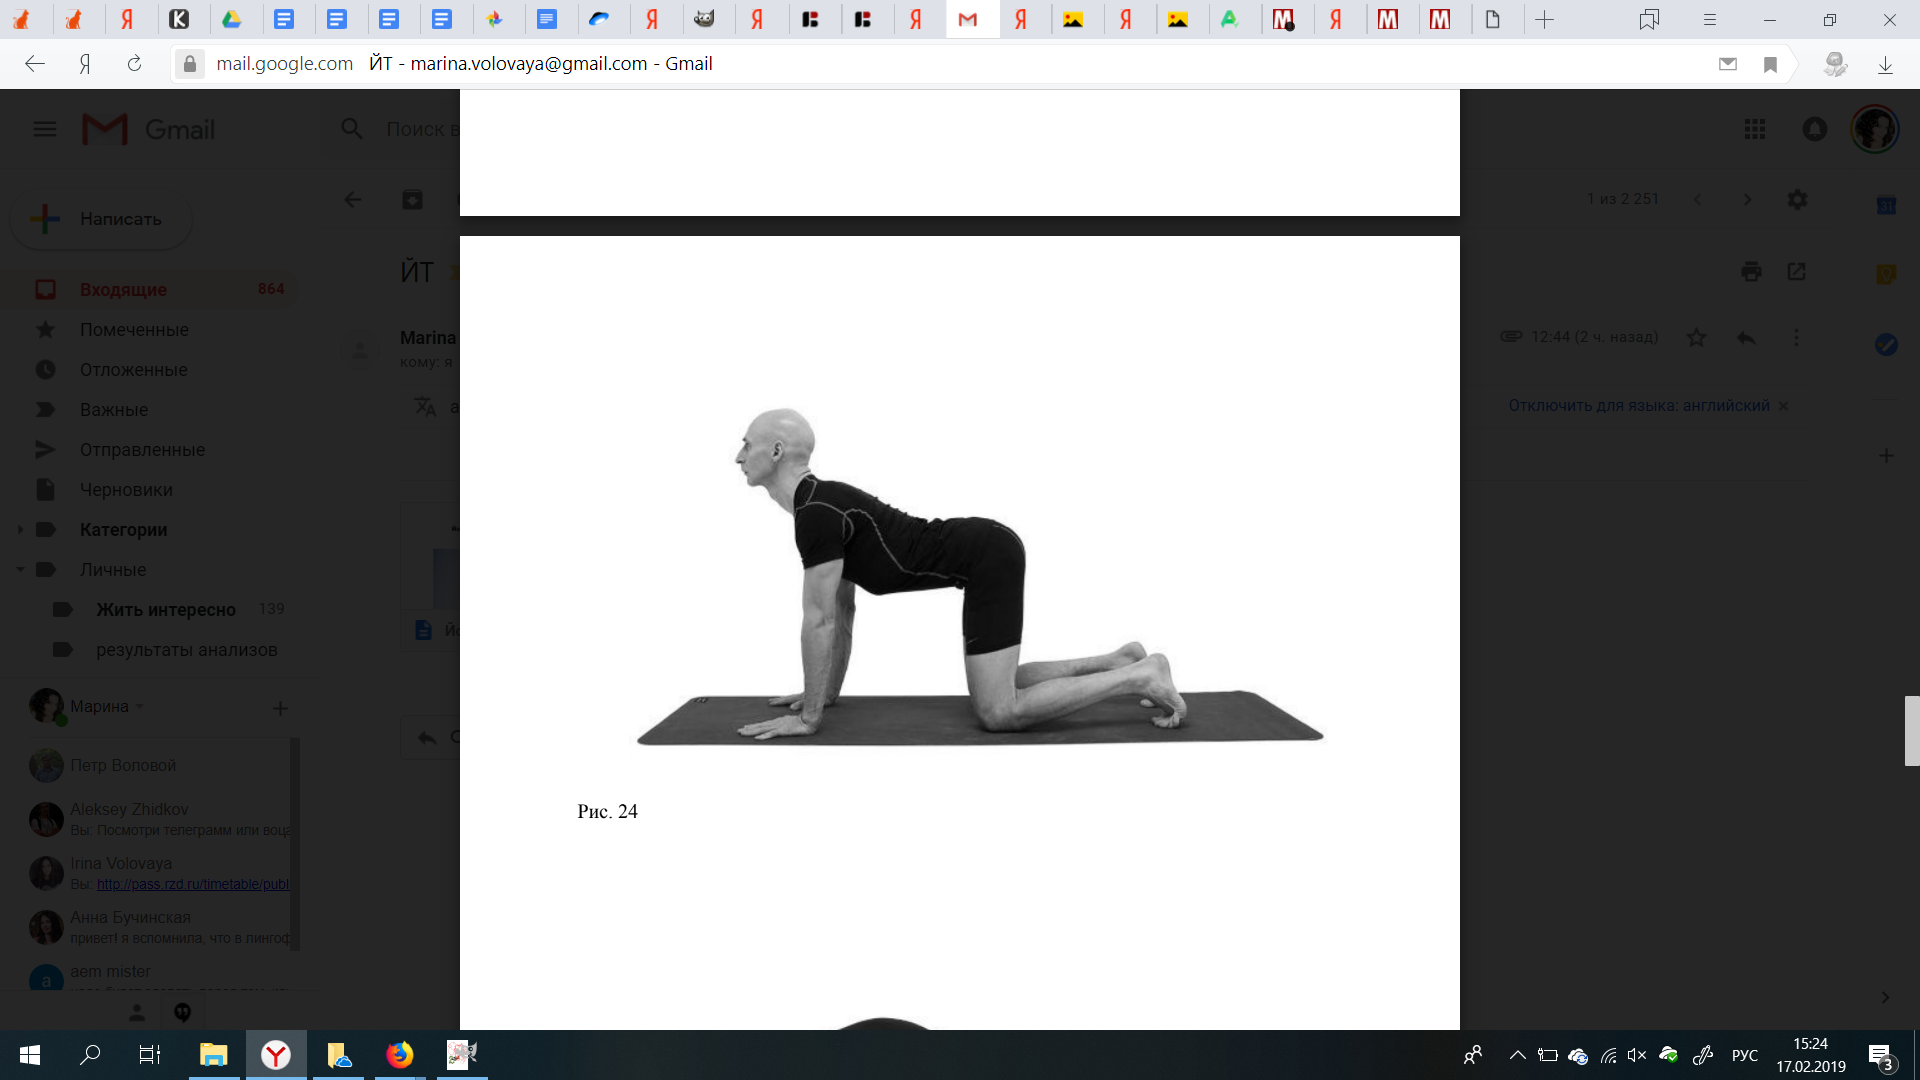 mail.google.com ЙТ - marina.volovaya@gmail.com - Gmail
Gmail
Поиск в
Написать
1 из 2 251
31
ЙТ
Входящие 864
Помеченные
Отложенные
Важные
Отправленные
Черновики
Категории
Личные
Жить интересно 139
результаты анализов
Marina
кому: я
12:44 (2 ч. назад)
Отключить для языка: английский
Марина
Петр Воловой
Aleksey Zhidkov
Вы: Посмотри телеграмм или воца
Irina Volovaya
Вы: http://pass.rzd.ru/timetable/publ
Анна Бучинская
привет! я вспомнила, что в лингоф
aem mister
a
Рис. 24
РУС
15:24
17.02.2019
3